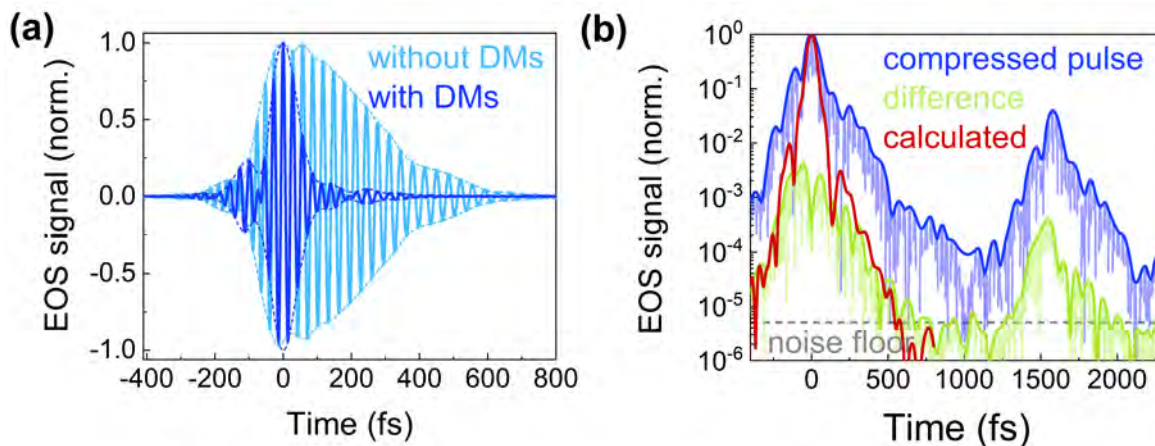 (a)
EOS signal (norm.)
1.0
0.5
0.0
-0.5
-1.0
without DMs
with DMs
-400 -200 0 200 400 600 800
Time (fs)
(b)
EOS signal (norm.)
10⁰
10⁻¹
10⁻²
10⁻³
10⁻⁴
10⁻⁵
10⁻⁶
compressed pulse
difference
calculated
noise floor
0 500 1000 1500 2000
Time (fs)